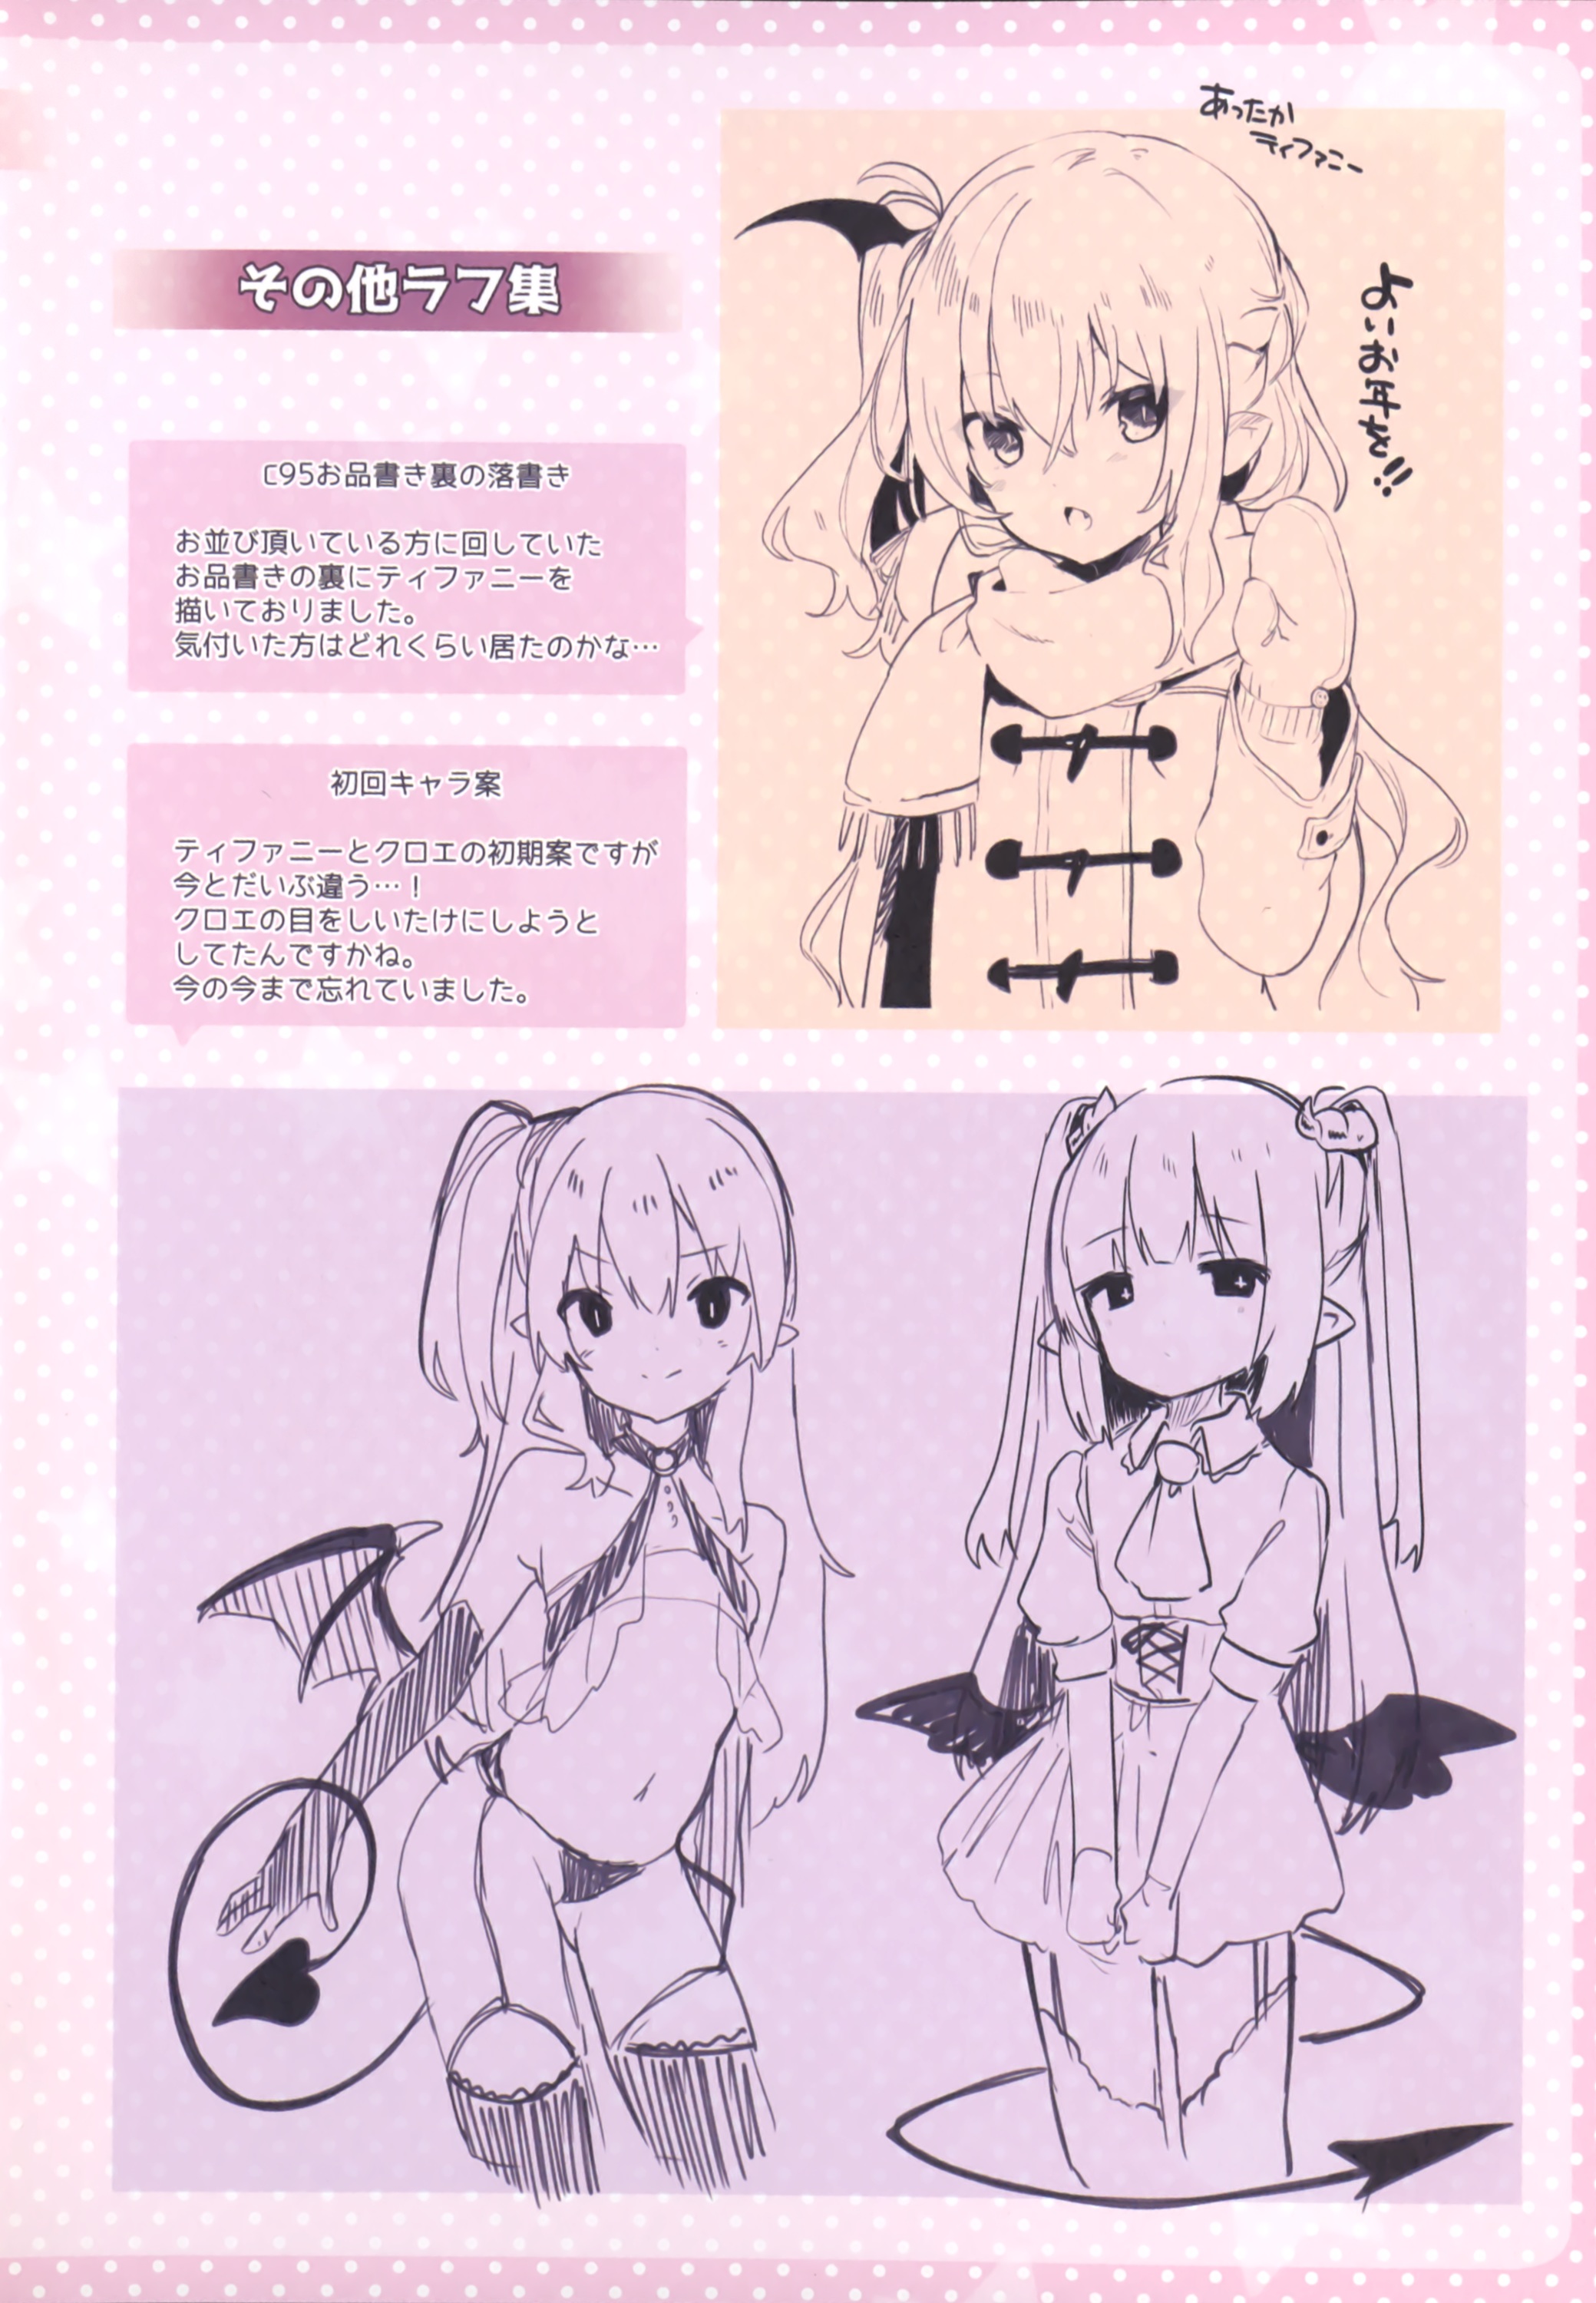 その他ラフ集
C95お品書き裏の落書き
お並び頂いている方に回していた
お品書きの裏にティファニーを
描いておりました。
気付いた方はどれくらい居たのかな…
初回キャラ案
ティファニーとクロエの初期案ですが
今とだいぶ違う…！
クロエの目をしいたけにしようと
してたんですかね。
今の今まで忘れていました。
あったか
ティファニー
よいお年を!!